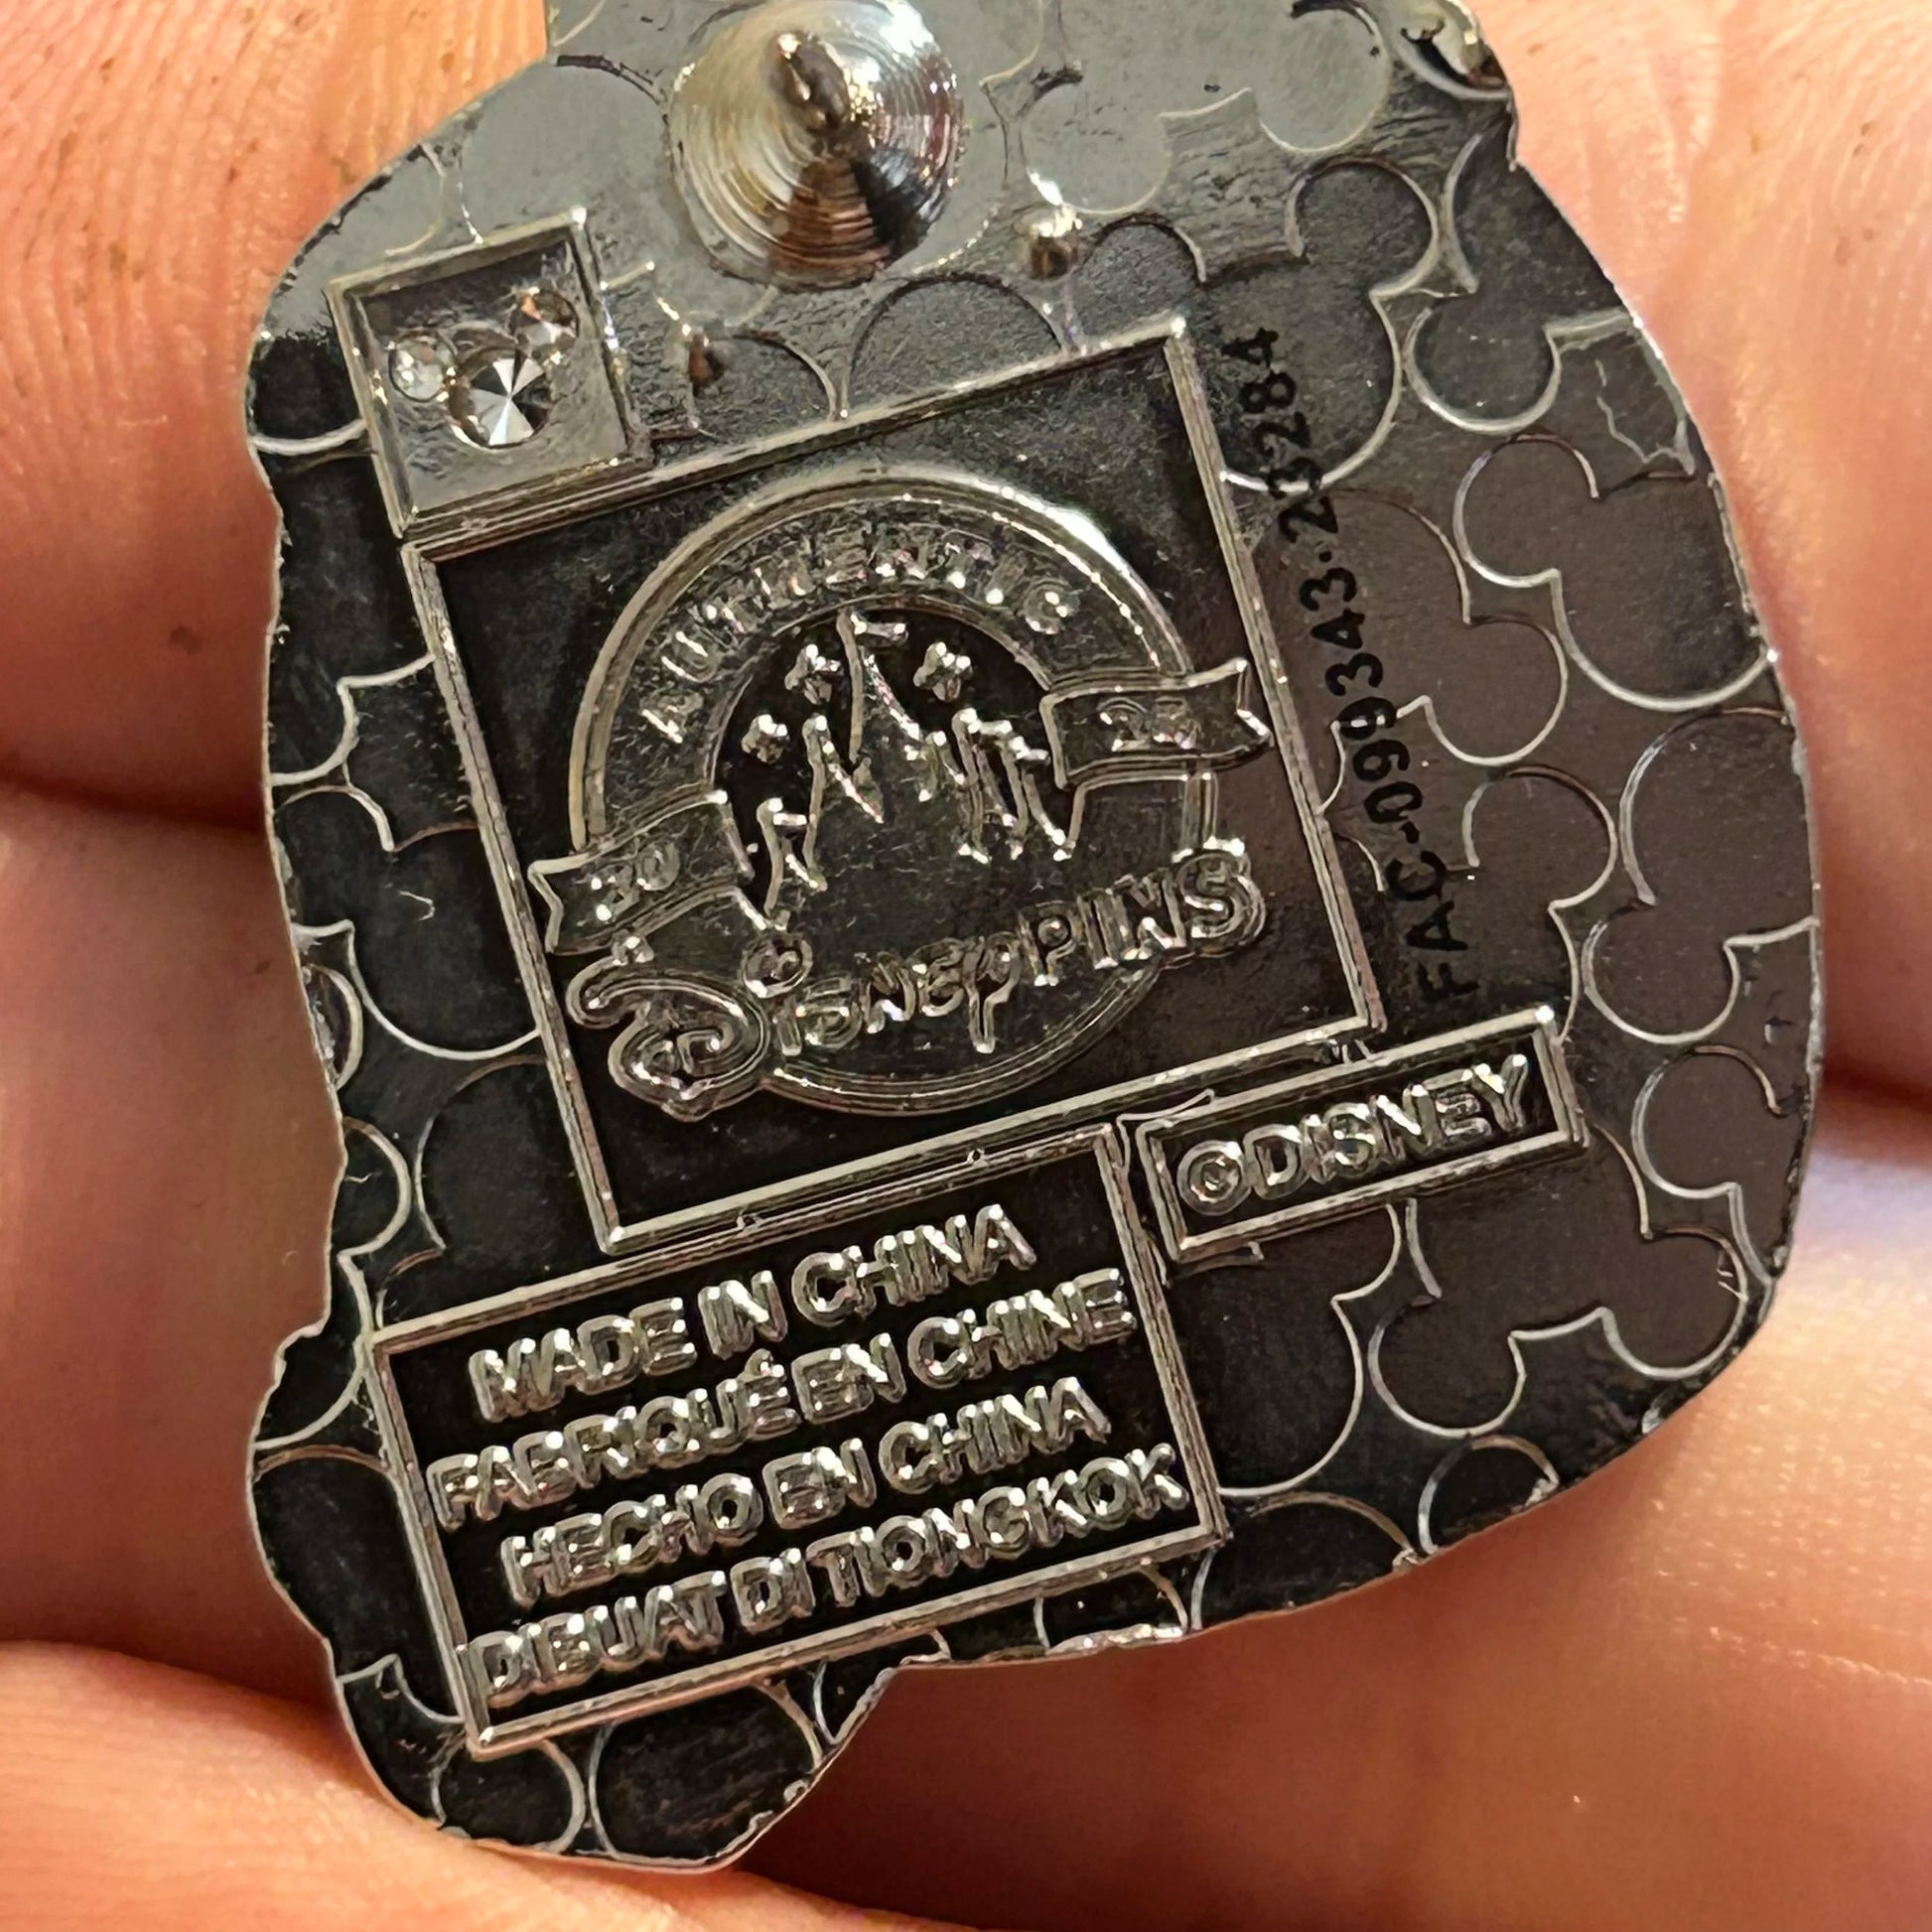 AUTHENTIC
20
DISNEY PINS
FAC-099343-23284
©DISNEY
MADE IN CHINA
FABRIQUÉ EN CHINE
HECHO EN CHINA
DIBUAT DI TIONGKOK